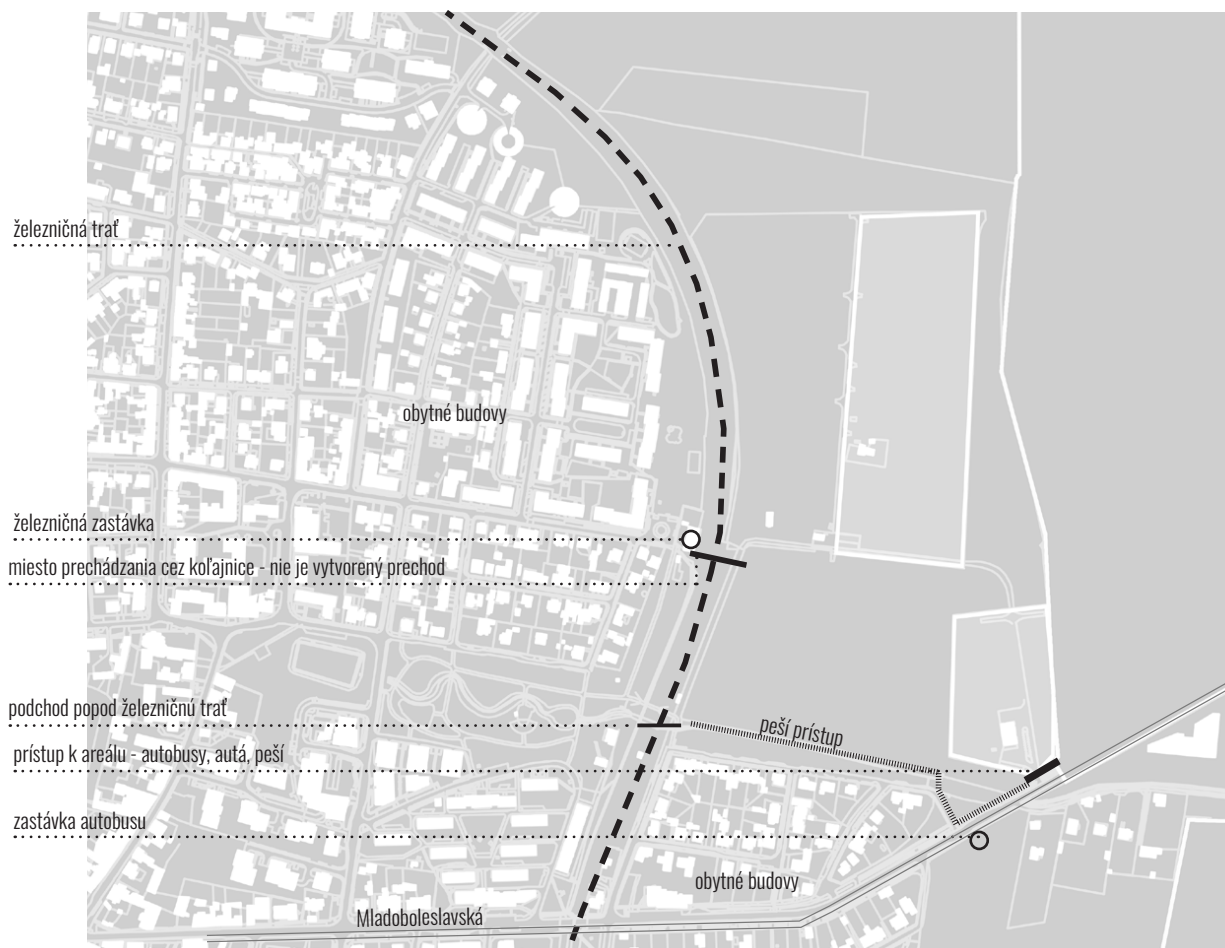 železničná trať
obytné budovy
železničná zastávka
miesto prechádzania cez koľajnice - nie je vytvorený prechod
podchod popod železničnú trať
peší prístup
prístup k areálu - autobusy, autá, peší
zastávka autobusu
obytné budovy
Mladoboleslavská